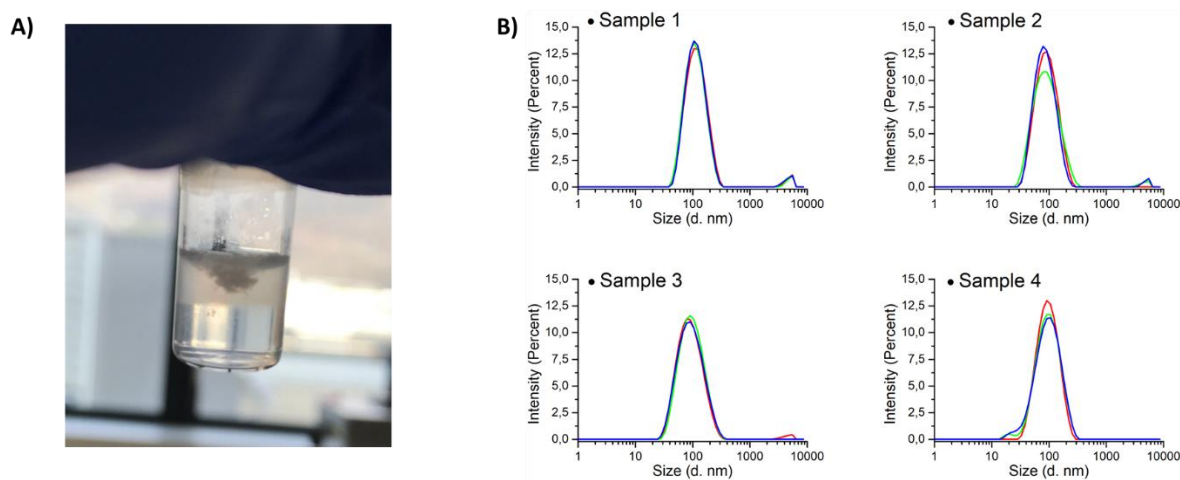 A)
B)
• Sample 1
15,0
12,5
10,0
7,5
5,0
2,5
0,0
Intensity (Percent)
1 10 100 1000 10000
Size (d. nm)
• Sample 2
15,0
12,5
10,0
7,5
5,0
2,5
0,0
Intensity (Percent)
1 10 100 1000 10000
Size (d. nm)
• Sample 3
15,0
12,5
10,0
7,5
5,0
2,5
0,0
Intensity (Percent)
1 10 100 1000 10000
Size (d. nm)
• Sample 4
15,0
12,5
10,0
7,5
5,0
2,5
0,0
Intensity (Percent)
1 10 100 1000 10000
Size (d. nm)